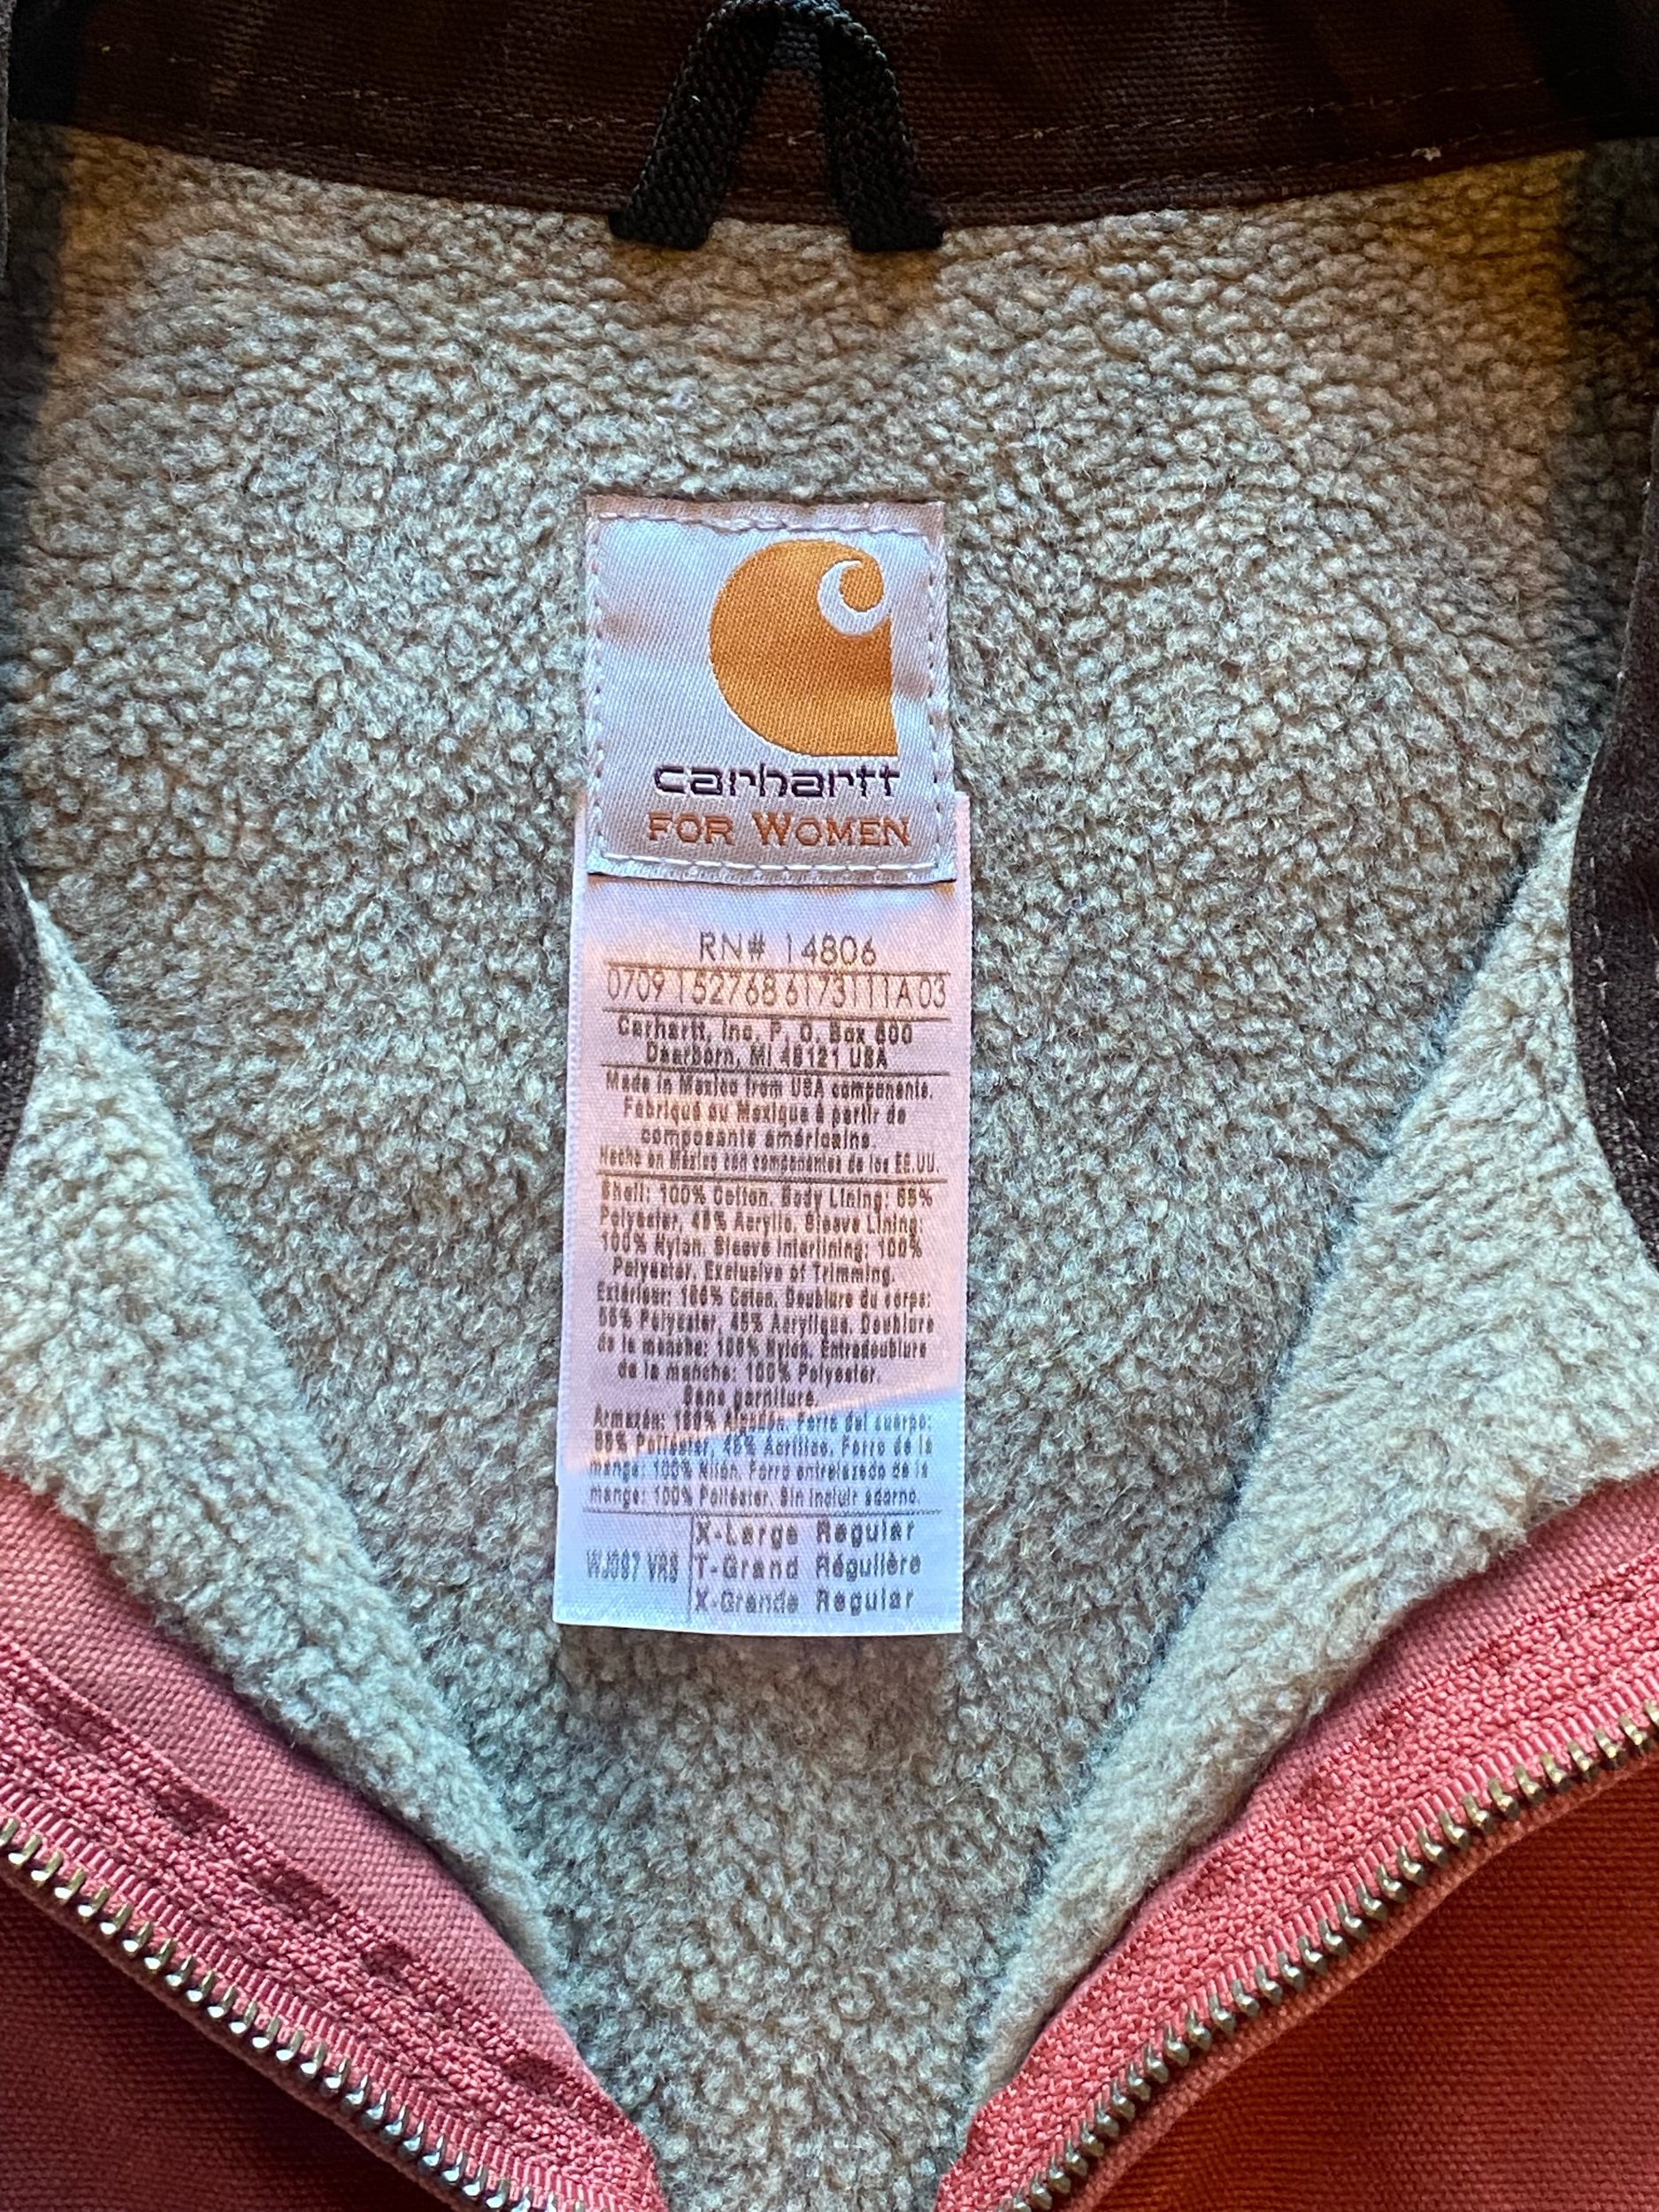 carhartt
FOR WOMEN
RN# 14806
0709 152768 6173111A 03
Carhartt, Inc. P. O. Box 600
Dearborn, MI 48121 USA
Made in Mexico from USA components.
Fabriqué au Mexique à partir de
composants américains.
Hecho en México con componentes de los EE.UU.
Shell: 100% Cotton. Body Lining: 55%
Polyester, 45% Acrylic. Sleeve Lining:
100% Nylon. Sleeve Interlining: 100%
Polyester. Exclusive of Trimming.
Extérieur: 100% Coton. Doublure du corps:
55% Polyester, 45% Acrylique. Doublure
de la manche: 100% Nylon. Entredoublure
de la manche: 100% Polyester.
Sans garniture.
Armazón: 100% Algodón. Forro del cuerpo:
55% Poliéster, 45% Acrílico. Forro de la
manga: 100% Nilón. Forro entrelazado de la
manga: 100% Poliéster. Sin incluir adorno.
X-Large Regular
WJ097 VRS T-Grand Régulière
X-Grande Regular